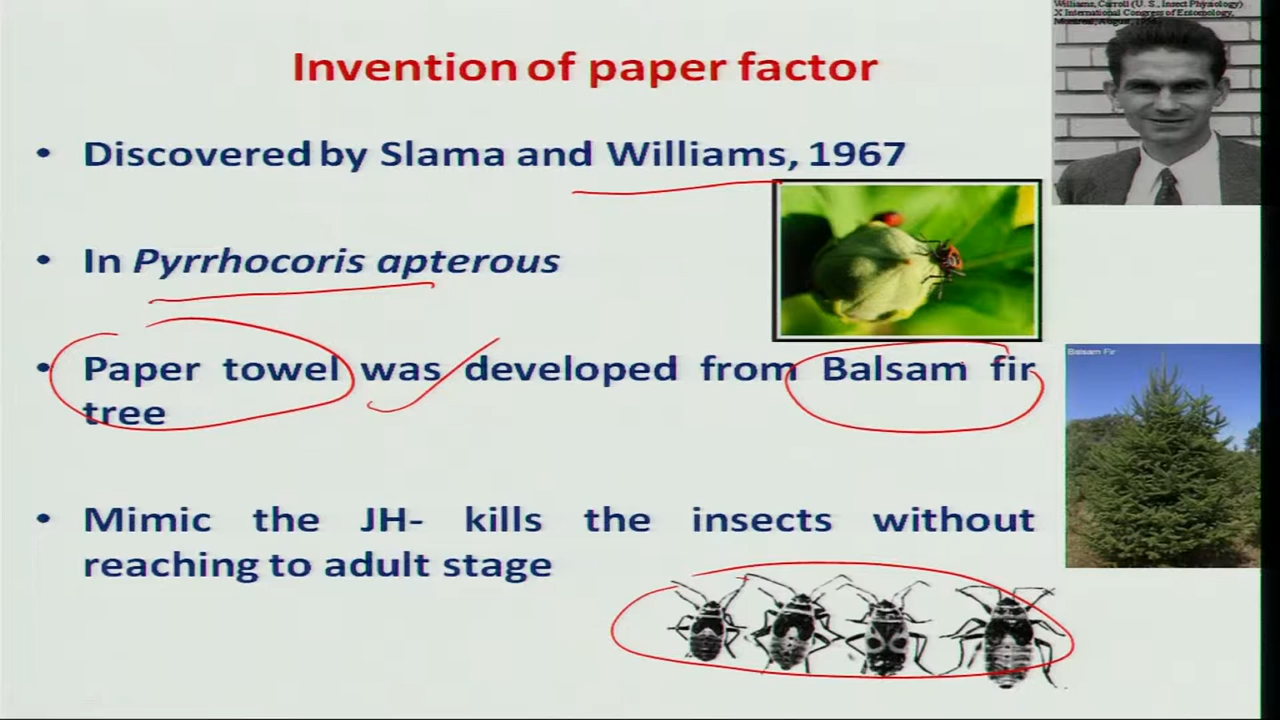 Williams, Carroll (U. S., Insect Physiology)
X International Congress of Entomology,
Montreal, August
Invention of paper factor
• Discovered by Slama and Williams, 1967
• In Pyrrhocoris apterous
• Paper towel was developed from Balsam fir
tree
Balsam Fir
• Mimic the JH- kills the insects without
reaching to adult stage